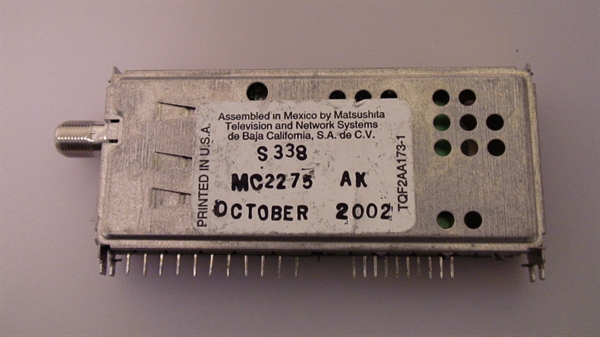 Assembled in Mexico by Matsushita
Television and Network Systems
de Baja California, S.A. de C.V.
S 338
MC2275 AK
OCTOBER 2002
PRINTED IN U.S.A.
TQF2AA173-1